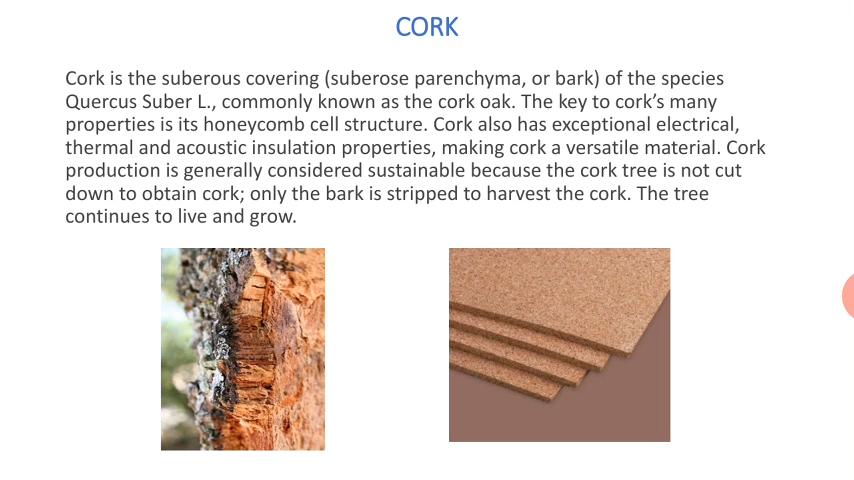 CORK
Cork is the suberous covering (suberose parenchyma, or bark) of the species
Quercus Suber L., commonly known as the cork oak. The key to cork’s many
properties is its honeycomb cell structure. Cork also has exceptional electrical,
thermal and acoustic insulation properties, making cork a versatile material. Cork
production is generally considered sustainable because the cork tree is not cut
down to obtain cork; only the bark is stripped to harvest the cork. The tree
continues to live and grow.